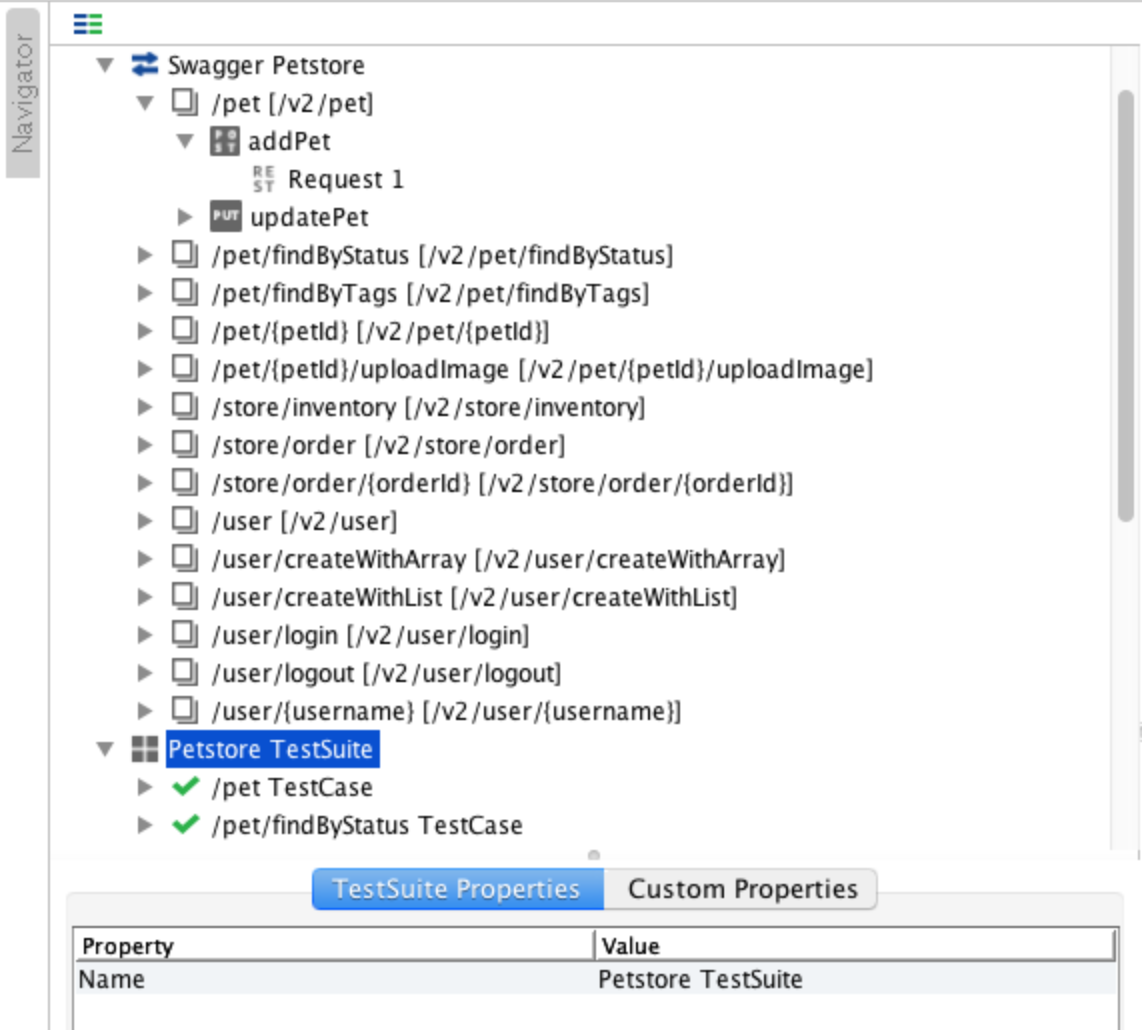 Navigator
Swagger Petstore
/pet [/v2/pet]
POST addPet
REST Request 1
PUT updatePet
/pet/findByStatus [/v2/pet/findByStatus]
/pet/findByTags [/v2/pet/findByTags]
/pet/{petId} [/v2/pet/{petId}]
/pet/{petId}/uploadImage [/v2/pet/{petId}/uploadImage]
/store/inventory [/v2/store/inventory]
/store/order [/v2/store/order]
/store/order/{orderId} [/v2/store/order/{orderId}]
/user [/v2/user]
/user/createWithArray [/v2/user/createWithArray]
/user/createWithList [/v2/user/createWithList]
/user/login [/v2/user/login]
/user/logout [/v2/user/logout]
/user/{username} [/v2/user/{username}]
Petstore TestSuite
/pet TestCase
/pet/findByStatus TestCase
TestSuite Properties Custom Properties
Property Value
Name Petstore TestSuite